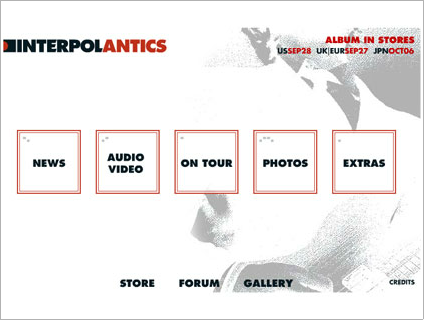 INTERPOLANTICS
ALBUM IN STORES
USSEP28 UK|EURSEP27 JPNOCT06
NEWS
AUDIO
VIDEO
ON TOUR
PHOTOS
EXTRAS
STORE FORUM GALLERY
CREDITS